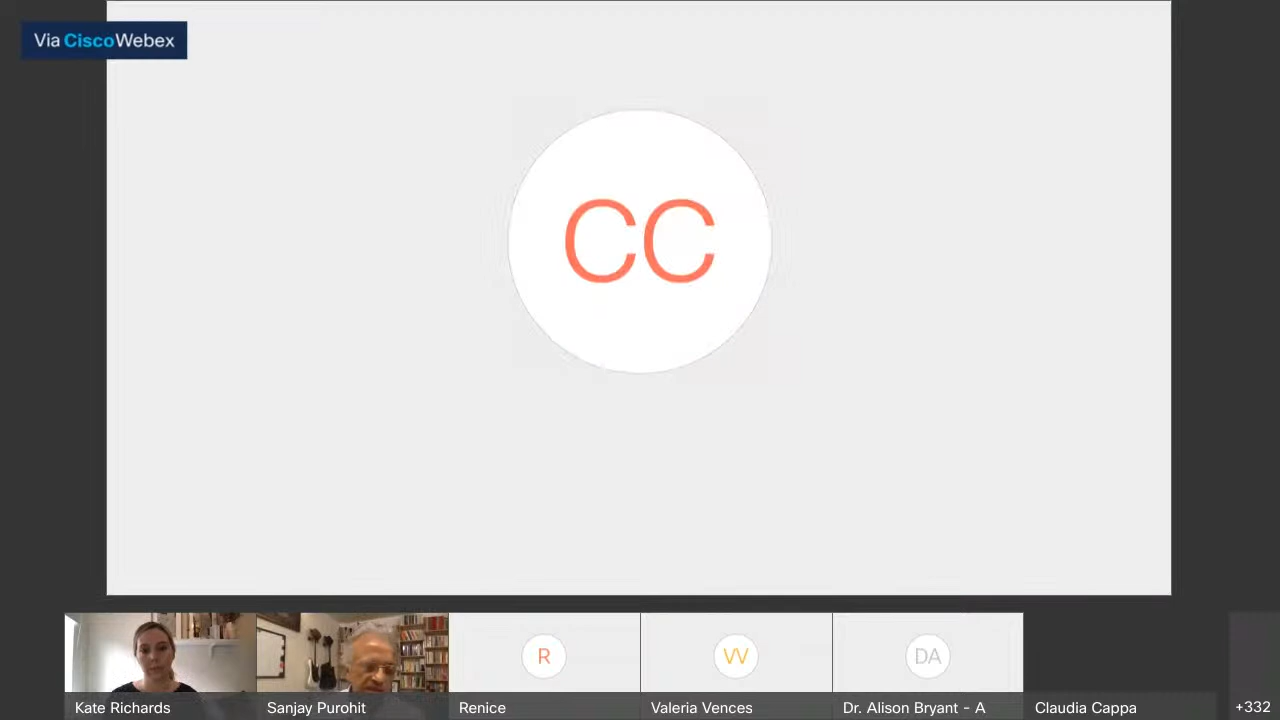 Via CiscoWebex
CC
R
VV
DA
Kate Richards
Sanjay Purohit
Renice
Valeria Vences
Dr. Alison Bryant - A
Claudia Cappa
+332